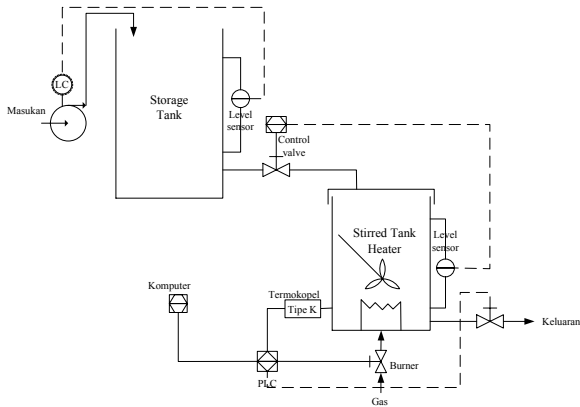 LC
Masukan
Storage
Tank
Level
sensor
Control
valve
Stirred Tank
Heater
Level
sensor
Komputer
Termokopel
Tipe K
Keluaran
PLC
Burner
Gas